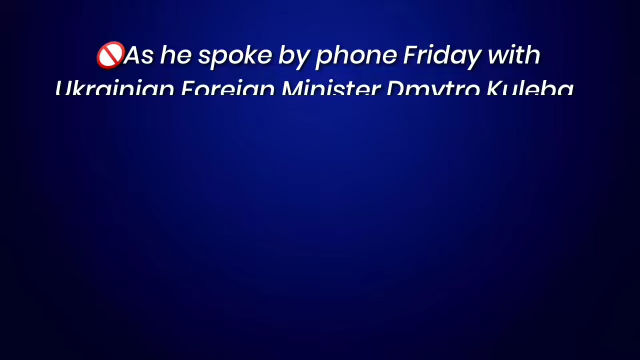 🚫As he spoke by phone Friday with
Ukrainian Foreign Minister Dmytro Kuleba